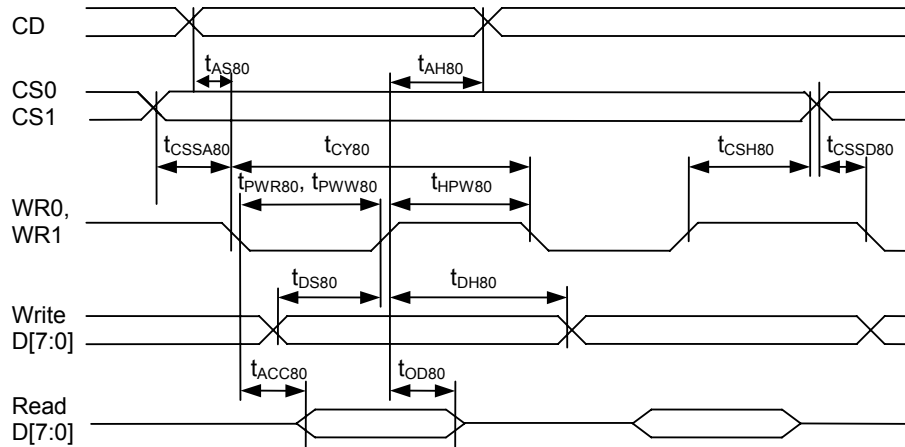 CD
tAS80
tAH80
CS0
CS1
tCSSA80
tCY80
tCSH80
tCSSD80
tPWR80, tPWW80
tHPW80
WR0,
WR1
tDS80
tDH80
Write
D[7:0]
tACC80
tOD80
Read
D[7:0]